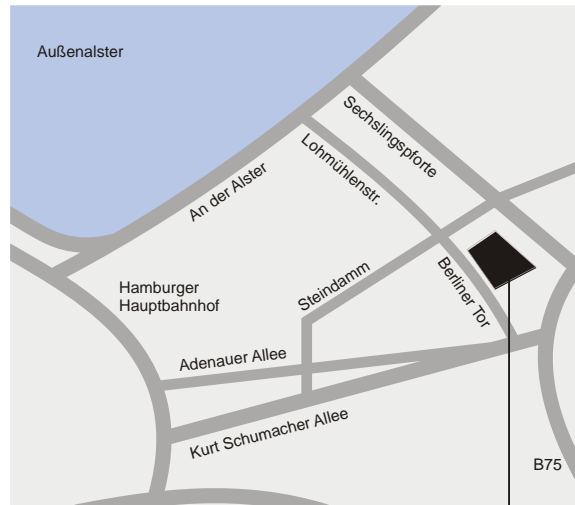 Außenalster
Sechslingspforte
Lohmühlenstr.
An der Alster
Hamburger
Hauptbahnhof
Steindamm
Berliner Tor
Adenauer Allee
Kurt Schumacher Allee
B75